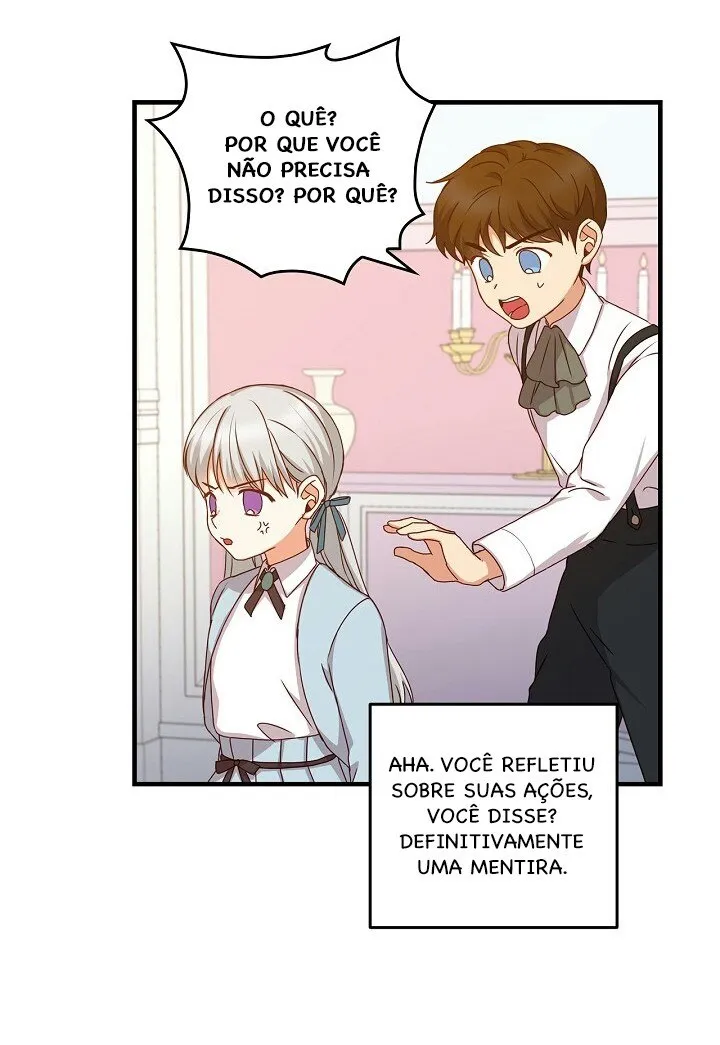 O QUÊ?
POR QUE VOCÊ
NÃO PRECISA
DISSO? POR QUÊ?
AHA. VOCÊ REFLETIU
SOBRE SUAS AÇÕES,
VOCÊ DISSE?
DEFINITIVAMENTE
UMA MENTIRA.